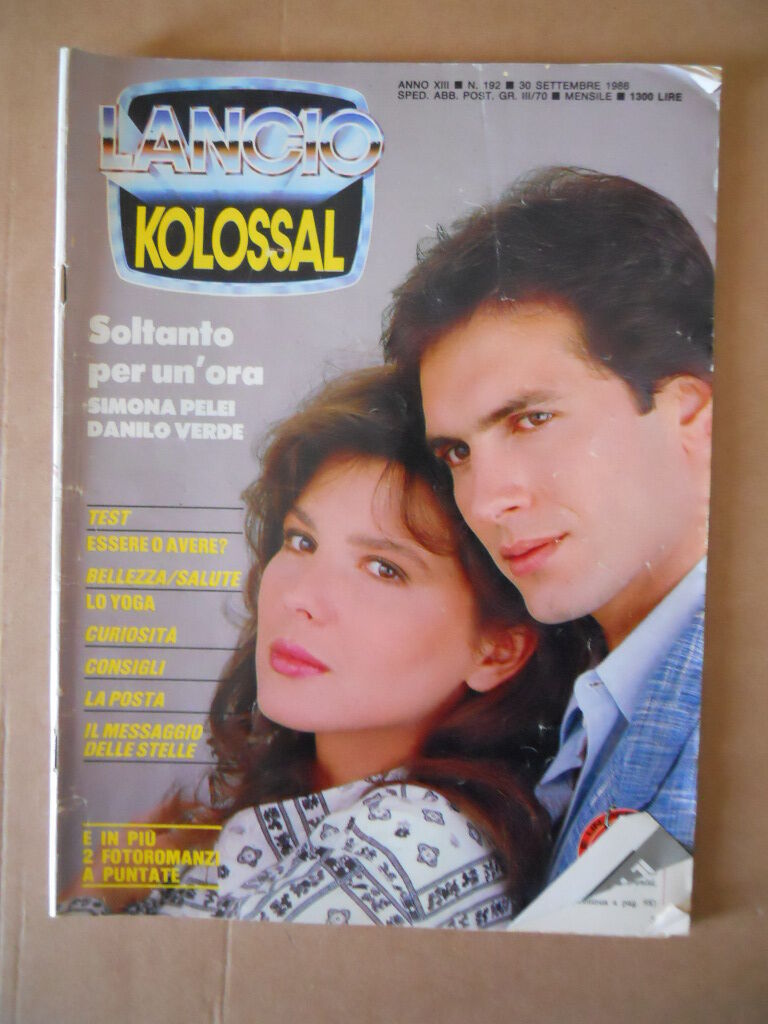 ANNO XIII ■ N. 192 ■ 30 SETTEMBRE 1986
SPED. ABB. POST. GR. III/70 ■ MENSILE ■ 1300 LIRE
LANCIO
KOLOSSAL
Soltanto
per un'ora
SIMONA PELEI
DANILO VERDE
TEST
ESSERE O AVERE?
BELLEZZA/SALUTE
LO YOGA
CURIOSITÀ
CONSIGLI
LA POSTA
IL MESSAGGIO
DELLE STELLE
E IN PIÙ
2 FOTOROMANZI
A PUNTATE
a pag.